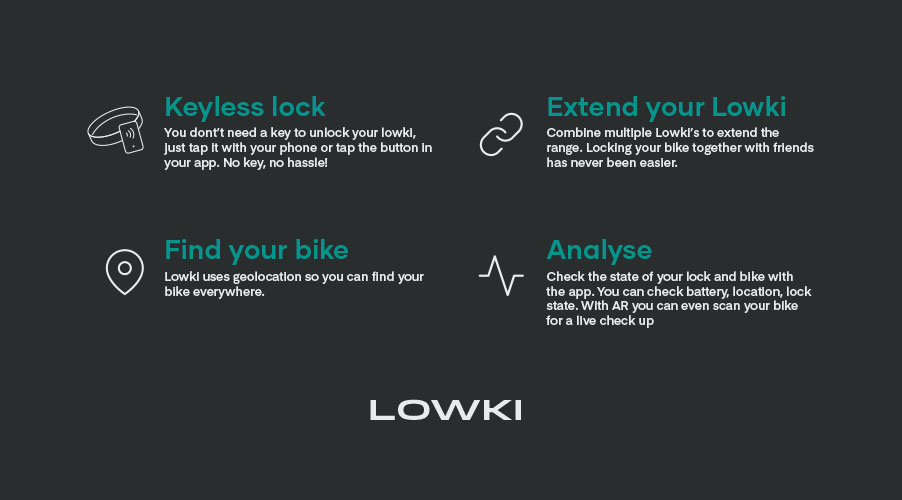 Keyless lock
You dont't need a key to unlock your lowki,
just tap it with your phone or tap the button in
your app. No key, no hassle!
Extend your Lowki
Combine multiple Lowki's to extend the
range. Locking your bike together with friends
has never been easier.
Find your bike
Lowki uses geolocation so you can find your
bike everywhere.
Analyse
Check the state of your lock and bike with
the app. You can check battery, location, lock
state. With AR you can even scan your bike
for a live check up
LOWKI